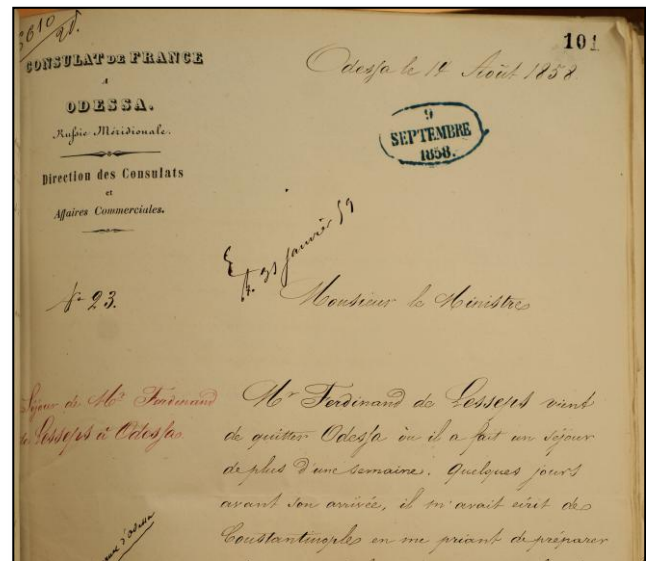 101
CONSULAT DE FRANCE
A
ODESSA.
Russie Méridionale.
Direction des Consulats
et
Affaires Commerciales.
Odessa le 14 Août 1858.
9
SEPTEMBRE
1858.
31 janvier 59
N° 23.
Monsieur le Ministre
Séjour de Mr. Ferdinand
de Lesseps à Odessa.
Mr Ferdinand de Lesseps vient
de quitter Odessa où il a fait un séjour
de plus d'une semaine. Quelques jours
avant son arrivée, il m'avait écrit de
Constantinople en me priant de préparer